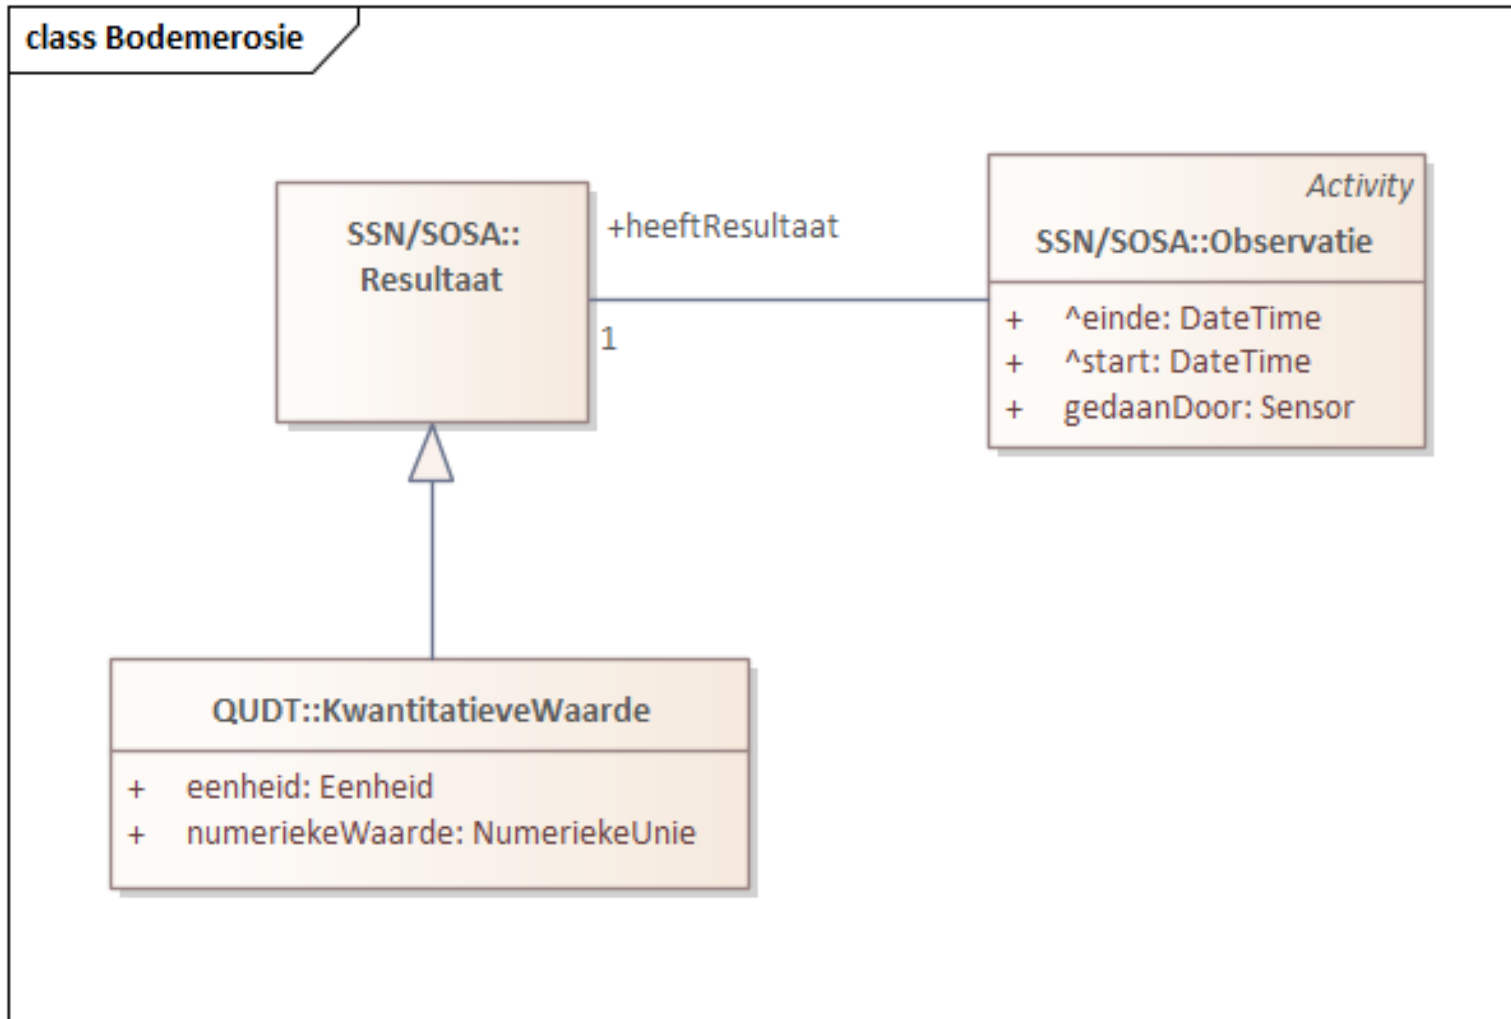 class Bodemerosie
SSN/SOSA::
Resultaat
+heeftResultaat
1
Activity
SSN/SOSA::Observatie
+ ^einde: DateTime
+ ^start: DateTime
+ gedaanDoor: Sensor
QUDT::KwantitatieveWaarde
+ eenheid: Eenheid
+ numeriekeWaarde: NumeriekeUnie